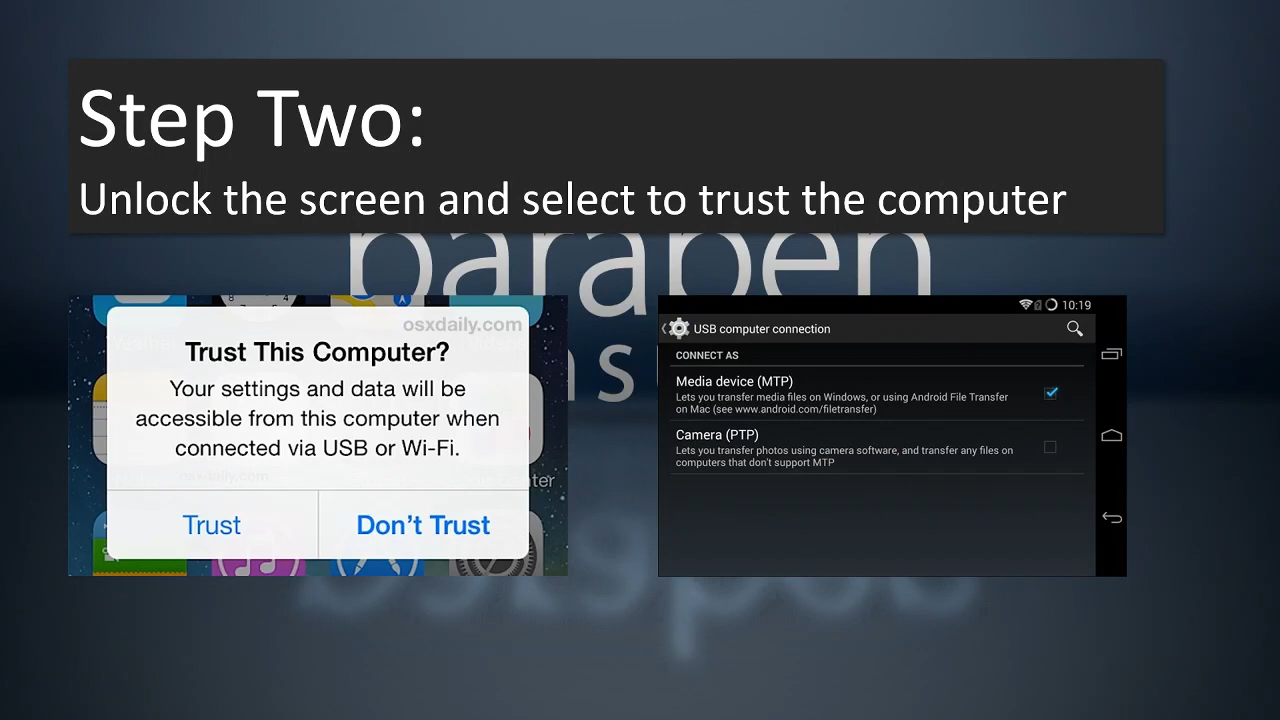 Step Two:
Unlock the screen and select to trust the computer
paraben
osxdaily.com
Trust This Computer?
Your settings and data will be
accessible from this computer when
connected via USB or Wi-Fi.
osxdaily.com
Trust
Don't Trust
10:19
USB computer connection
CONNECT AS
Media device (MTP)
Lets you transfer media files on Windows, or using Android File Transfer
on Mac (see www.android.com/filetransfer)
Camera (PTP)
Lets you transfer photos using camera software, and transfer any files on
computers that don't support MTP